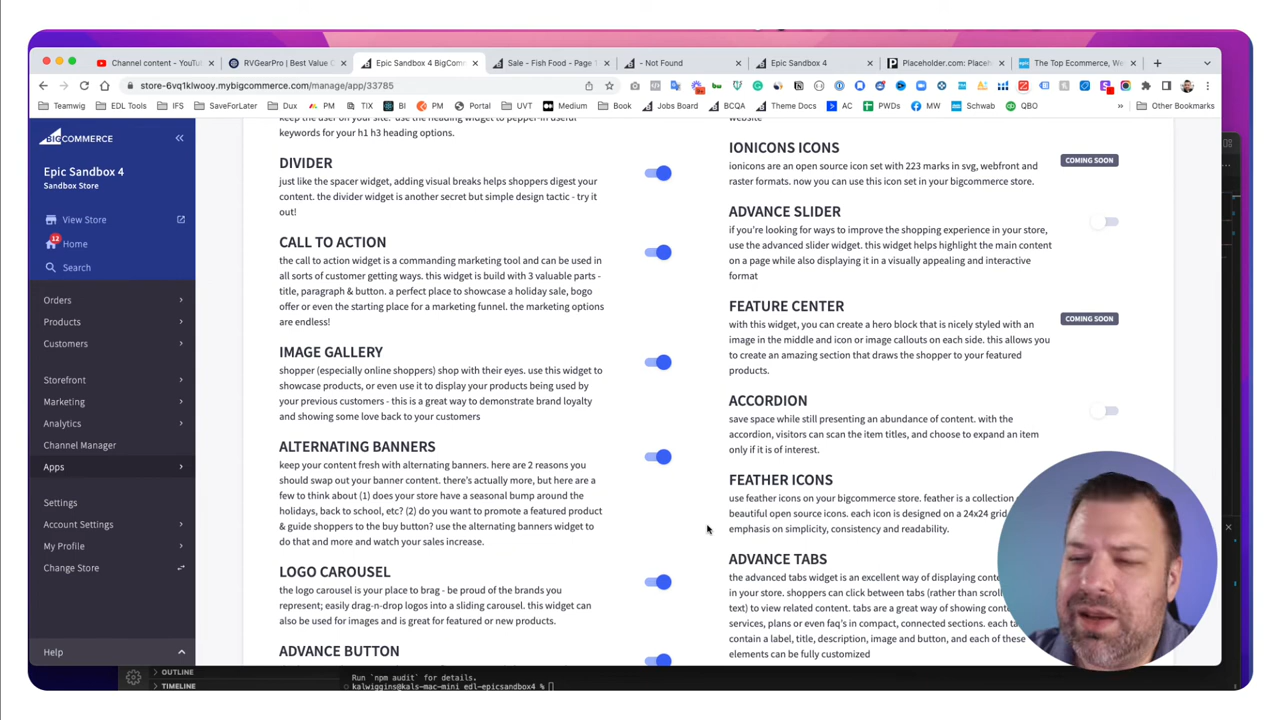 Channel content - YouTu
RVGearPro | Best Value C
Epic Sandbox 4 BigComm
Sale - Fish Food - Page 1
- Not Found
Epic Sandbox 4
Placeholder.com: Placeho
The Top Ecommerce, We
store-6vq1klwooy.mybigcommerce.com/manage/app/33785
Teamwig
EDL Tools
IFS
SaveForLater
Dux
PM
TIX
BI
PM
Portal
UVT
Medium
Book
Jobs Board
BCQA
Theme Docs
AC
PWDs
MW
Schwab
QBO
Other Bookmarks
BIGCOMMERCE
Epic Sandbox 4
Sandbox Store
View Store
12
Home
Search
Orders
Products
Customers
Storefront
Marketing
Analytics
Channel Manager
Apps
Settings
Account Settings
My Profile
Change Store
Help
keep the user on your site. use the heading widget to pepper-in useful
keywords for your h1 h3 heading options.
DIVIDER
just like the spacer widget, adding visual breaks helps shoppers digest your
content. the divider widget is another secret but simple design tactic - try it
out!
CALL TO ACTION
the call to action widget is a commanding marketing tool and can be used in
all sorts of customer getting ways. this widget is build with 3 valuable parts -
title, paragraph & button. a perfect place to showcase a holiday sale, bogo
offer or even the starting place for a marketing funnel. the marketing options
are endless!
IMAGE GALLERY
shopper (especially online shoppers) shop with their eyes. use this widget to
showcase products, or even use it to display your products being used by
your previous customers - this is a great way to demonstrate brand loyalty
and showing some love back to your customers
ALTERNATING BANNERS
keep your content fresh with alternating banners. here are 2 reasons you
should swap out your banner content. there's actually more, but here are a
few to think about (1) does your store have a seasonal bump around the
holidays, back to school, etc? (2) do you want to promote a featured product
& guide shoppers to the buy button? use the alternating banners widget to
do that and more and watch your sales increase.
LOGO CAROUSEL
the logo carousel is your place to brag - be proud of the brands you
represent; easily drag-n-drop logos into a sliding carousel. this widget can
also be used for images and is great for featured or new products.
ADVANCE BUTTON
website
IONICONS ICONS
ionicons are an open source icon set with 223 marks in svg, webfront and
raster formats. now you can use this icon set in your bigcommerce store.
COMING SOON
ADVANCE SLIDER
if you're looking for ways to improve the shopping experience in your store,
use the advanced slider widget. this widget helps highlight the main content
on a page while also displaying it in a visually appealing and interactive
format
FEATURE CENTER
with this widget, you can create a hero block that is nicely styled with an
image in the middle and icon or image callouts on each side. this allows you
to create an amazing section that draws the shopper to your featured
products.
COMING SOON
ACCORDION
save space while still presenting an abundance of content. with the
accordion, visitors can scan the item titles, and choose to expand an item
only if it is of interest.
FEATHER ICONS
use feather icons on your bigcommerce store. feather is a collection
beautiful open source icons. each icon is designed on a 24x24 grid
emphasis on simplicity, consistency and readability.
ADVANCE TABS
the advanced tabs widget is an excellent way of displaying conte
in your store. shoppers can click between tabs (rather than scrol
text) to view related content. tabs are a great way of showing con
services, plans or even faq's in compact, connected sections. each ta
contain a label, title, description, image and button, and each of these
elements can be fully customized
OUTLINE
TIMELINE
Run `npm audit` for details.
kalwiggins@kals-mac-mini edl-epicsandbox4 %